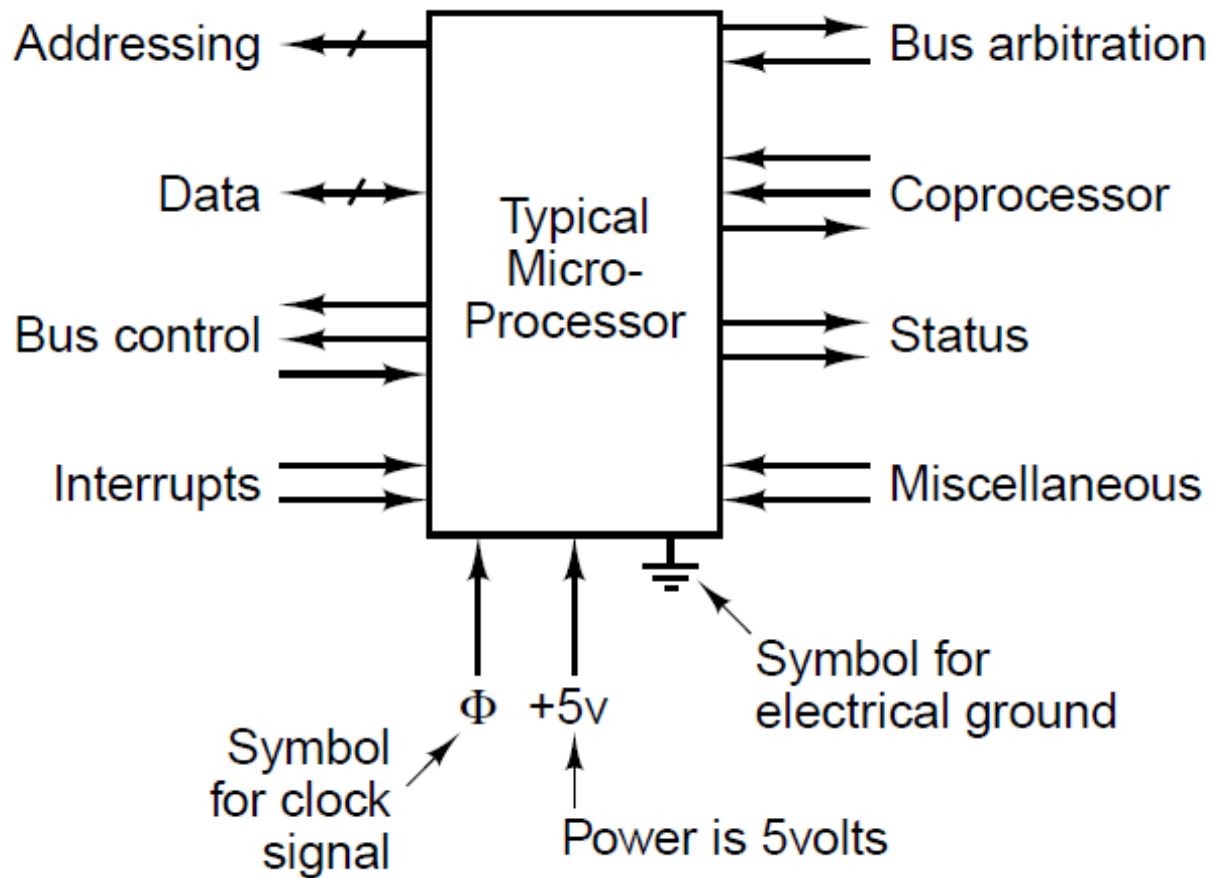 Addressing
Data
Bus control
Interrupts
Typical
Micro-
Processor
Bus arbitration
Coprocessor
Status
Miscellaneous
Φ +5v
Symbol
for clock
signal
Power is 5volts
Symbol for
electrical ground